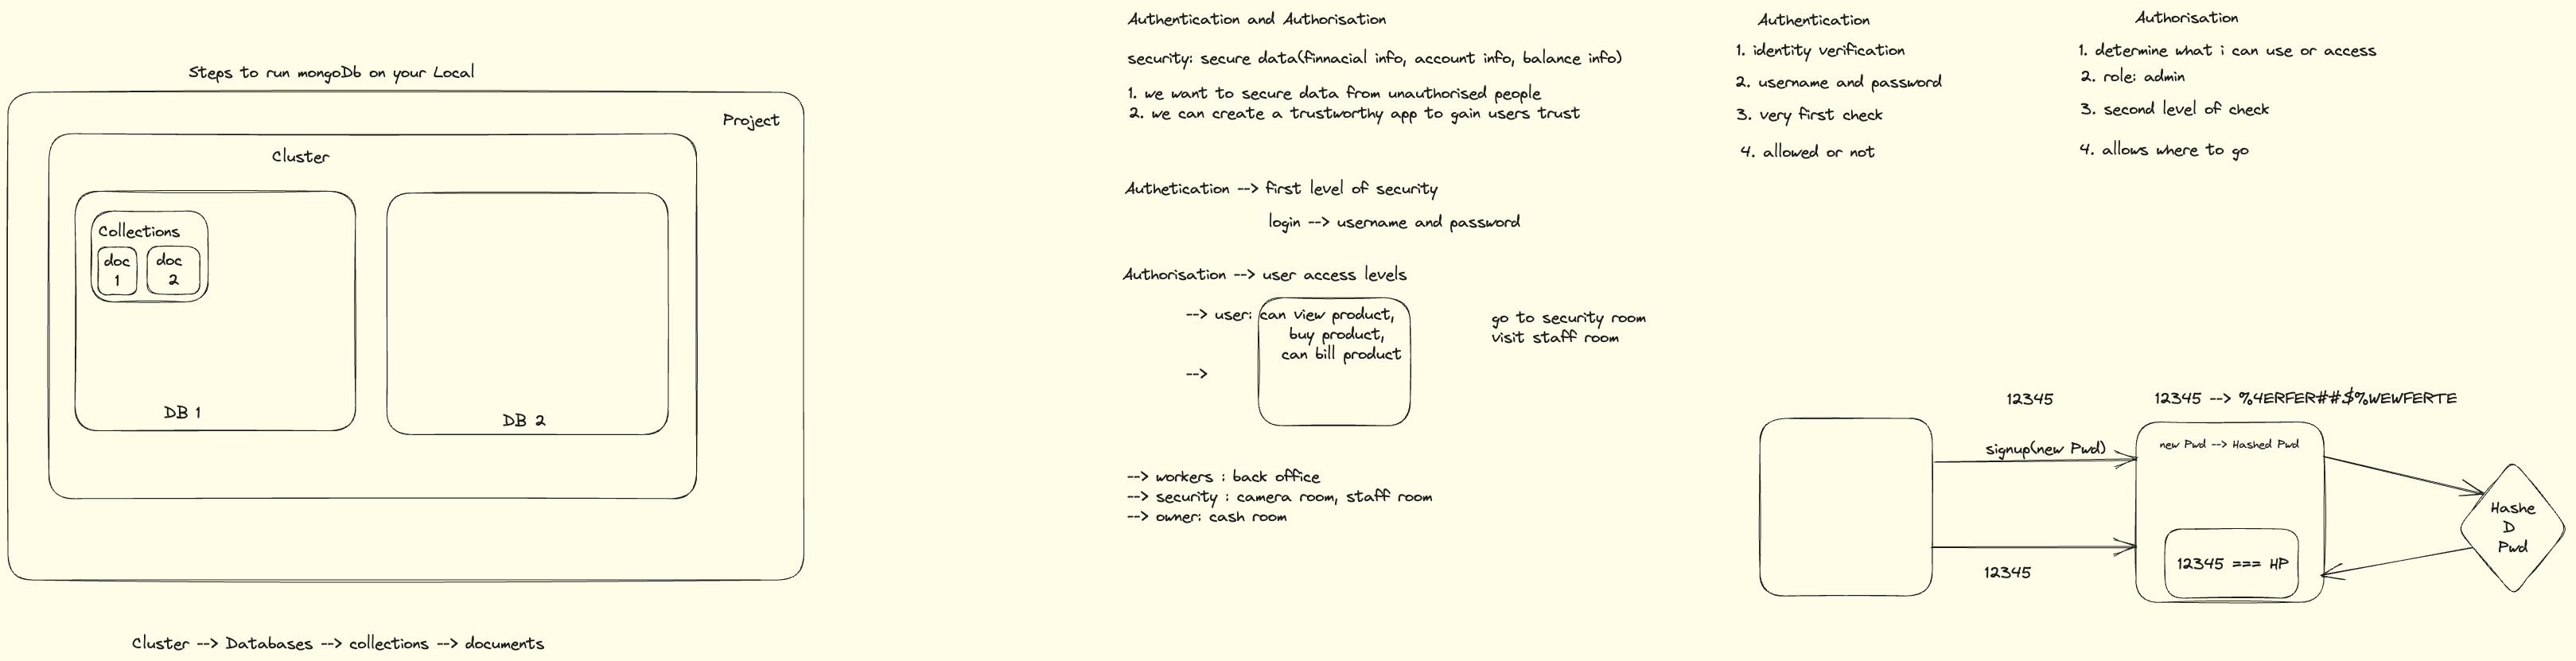 Steps to run mongoDb on your Local
Project
Cluster
Collections
doc
1
doc
2
DB 1
DB 2
Cluster --> Databases --> collections --> documents
Authentication and Authorisation
security: secure data(finnacial info, account info, balance info)
1. we want to secure data from unauthorised people
2. we can create a trustworthy app to gain users trust
Authetication --> first level of security
login --> username and password
Authorisation --> user access levels
--> user: can view product,
buy product,
can bill product
-->
go to security room
visit staff room
--> workers : back office
--> security : camera room, staff room
--> owner: cash room
Authentication
1. identity verification
2. username and password
3. very first check
4. allowed or not
Authorisation
1. determine what i can use or access
2. role: admin
3. second level of check
4. allows where to go
12345
12345 --> %4ERFER##$%WEWFERTE
signup(new Pwd)
new Pwd --> Hashed Pwd
Hashe
D
Pwd
12345 === HP
12345